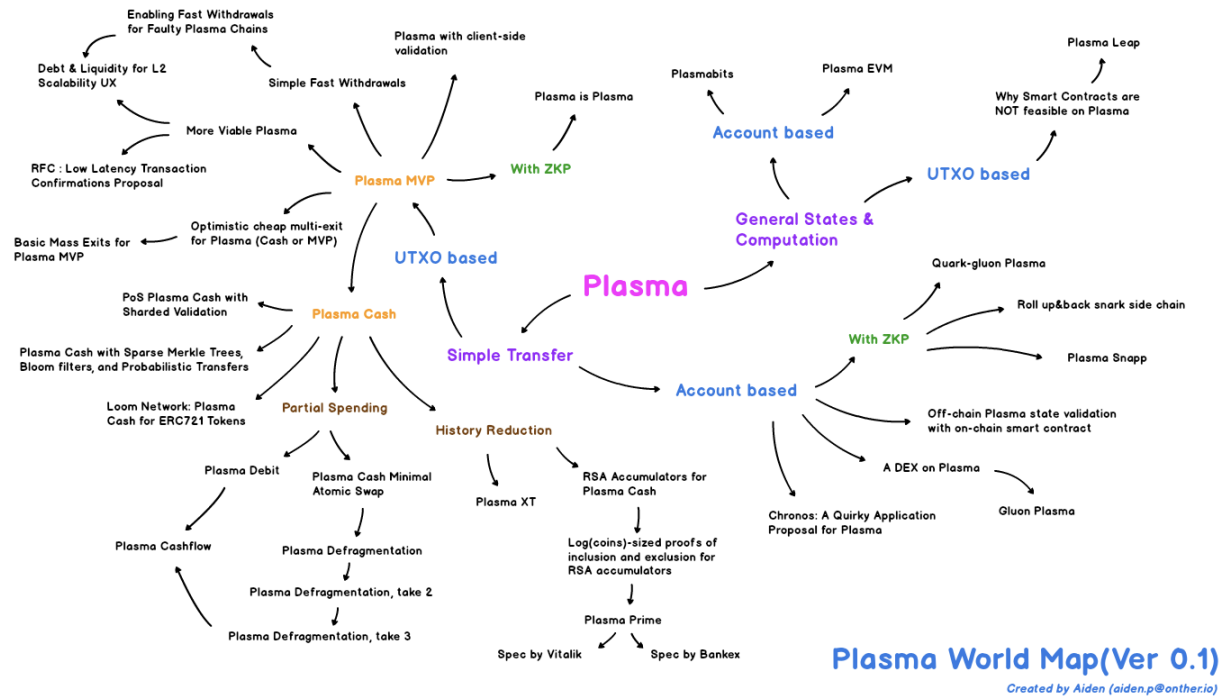 Enabling Fast Withdrawals
for Faulty Plasma Chains
Plasma with client-side
validation
Debt & Liquidity for L2
Scalability UX
Simple Fast Withdrawals
More Viable Plasma
RFC : Low Latency Transaction
Confirmations Proposal
Plasma is Plasma
With ZKP
Plasma MVP
Optimistic cheap multi-exit
for Plasma (Cash or MVP)
Basic Mass Exits for
Plasma MVP
UTXO based
Plasmabits
Plasma EVM
Plasma Leap
Why Smart Contracts are
NOT feasible on Plasma
Account based
UTXO based
General States &
Computation
Plasma
Simple Transfer
PoS Plasma Cash with
Sharded Validation
Plasma Cash
Plasma Cash with Sparse Merkle Trees,
Bloom filters, and Probabilistic Transfers
Loom Network: Plasma
Cash for ERC721 Tokens
Partial Spending
History Reduction
Plasma Debit
Plasma Cash Minimal
Atomic Swap
Plasma XT
RSA Accumulators for
Plasma Cash
Plasma Cashflow
Plasma Defragmentation
Log(coins)-sized proofs of
inclusion and exclusion for
RSA accumulators
Plasma Defragmentation, take 2
Plasma Defragmentation, take 3
Plasma Prime
Spec by Vitalik
Spec by Bankex
Quark-gluon Plasma
Roll up&back snark side chain
With ZKP
Plasma Snapp
Account based
Off-chain Plasma state validation
with on-chain smart contract
A DEX on Plasma
Gluon Plasma
Chronos: A Quirky Application
Proposal for Plasma
Plasma World Map(Ver 0.1)
Created by Aiden (aiden.p@onther.io)